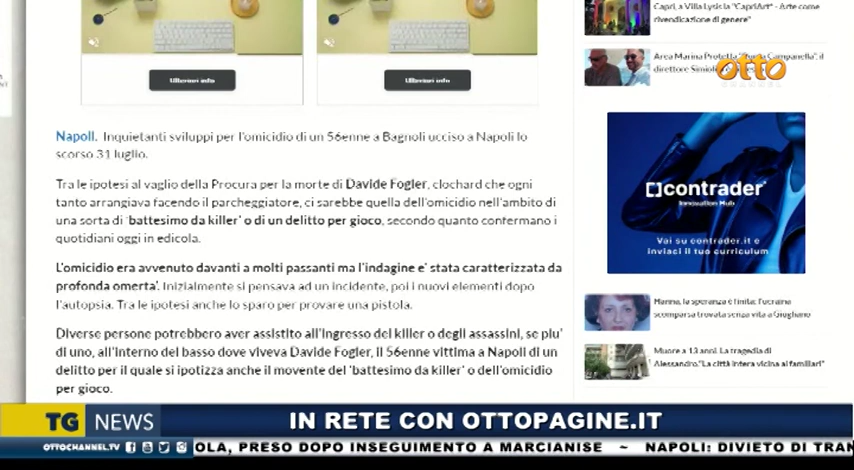 Capri, a Villa Lysis la "CapriArt" - Arte come
rivendicazione di genere"
Area Marina Protetta "Punta Campanella", il
direttore
otto
CHANNEL
Ulteriori info
Ulteriori info
Napoli. Inquietanti sviluppi per l'omicidio di un 56enne a Bagnoli ucciso a Napoli lo
scorso 31 luglio.
Tra le ipotesi al vaglio della Procura per la morte di Davide Fogler, clochard che ogni
tanto arrangiava facendo il parcheggiatore, ci sarebbe quella dell'omicidio nell'ambito di
una sorta di 'battesimo da killer' o di un delitto per gioco, secondo quanto confermano i
quotidiani oggi in edicola.
L'omicidio era avvenuto davanti a molti passanti ma l'indagine e' stata caratterizzata da
profonda omerta'. Inizialmente si pensava ad un incidente, poi i nuovi elementi dopo
l'autopsia. Tra le ipotesi anche lo sparo per provare una pistola.
Diverse persone potrebbero aver assistito all'ingresso del killer o degli assassini, se piu'
di uno, all'interno del basso dove viveva Davide Fogler, il 56enne vittima a Napoli di un
delitto per il quale si ipotizza anche il movente del 'battesimo da killer' o dell'omicidio
per gioco.
[]contrader
Innovation Hub
Vai su contrader.it e
inviaci il tuo curriculum
Marina, la speranza è finita: l'ucraina
scomparsa trovata senza vita a Giugliano
Muore a 13 anni. La tragedia di
Alessandro."La città intera vicina ai familiari"
TG NEWS
IN RETE CON OTTOPAGINE.IT
OTTOCHANNEL.TV
OLA, PRESO DOPO INSEGUIMENTO A MARCIANISE ~ NAPOLI: DIVIETO DI TRAN